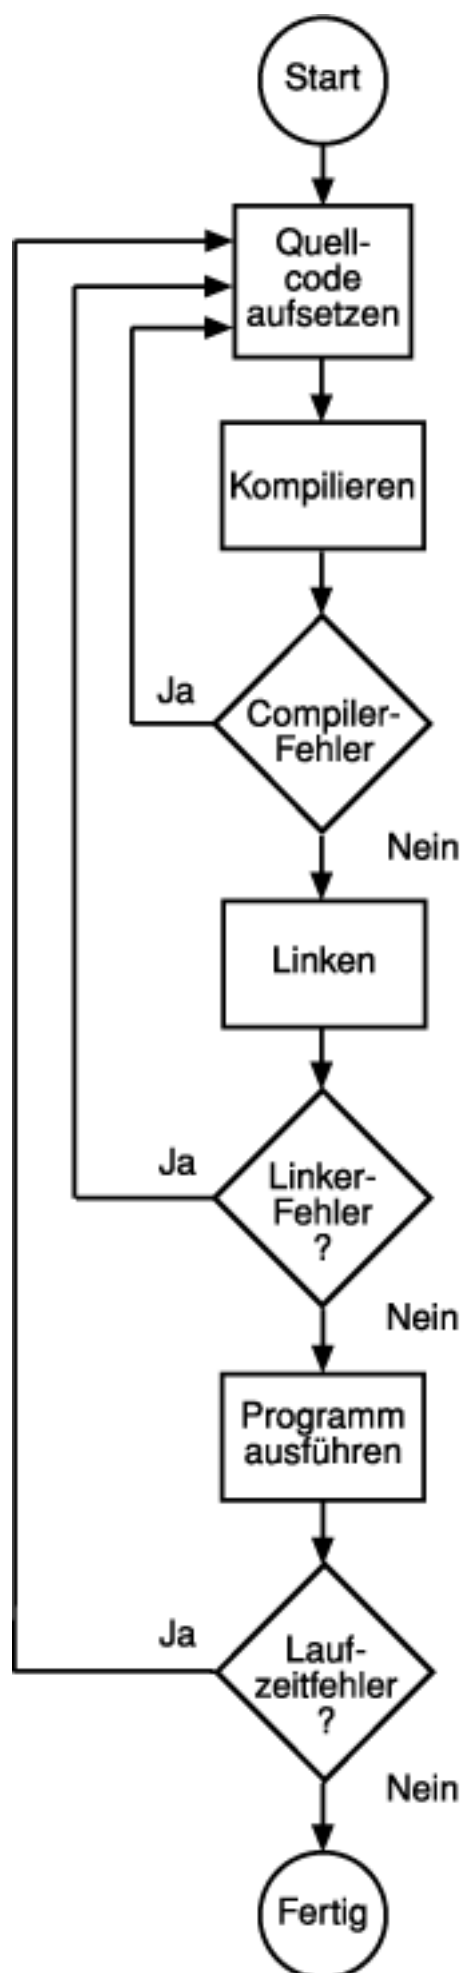 Start
Quell-
code
aufsetzen
Kompilieren
Ja
Compiler-
Fehler
Nein
Linken
Ja
Linker-
Fehler
?
Nein
Programm
ausführen
Ja
Lauf-
zeitfehler
?
Nein
Fertig